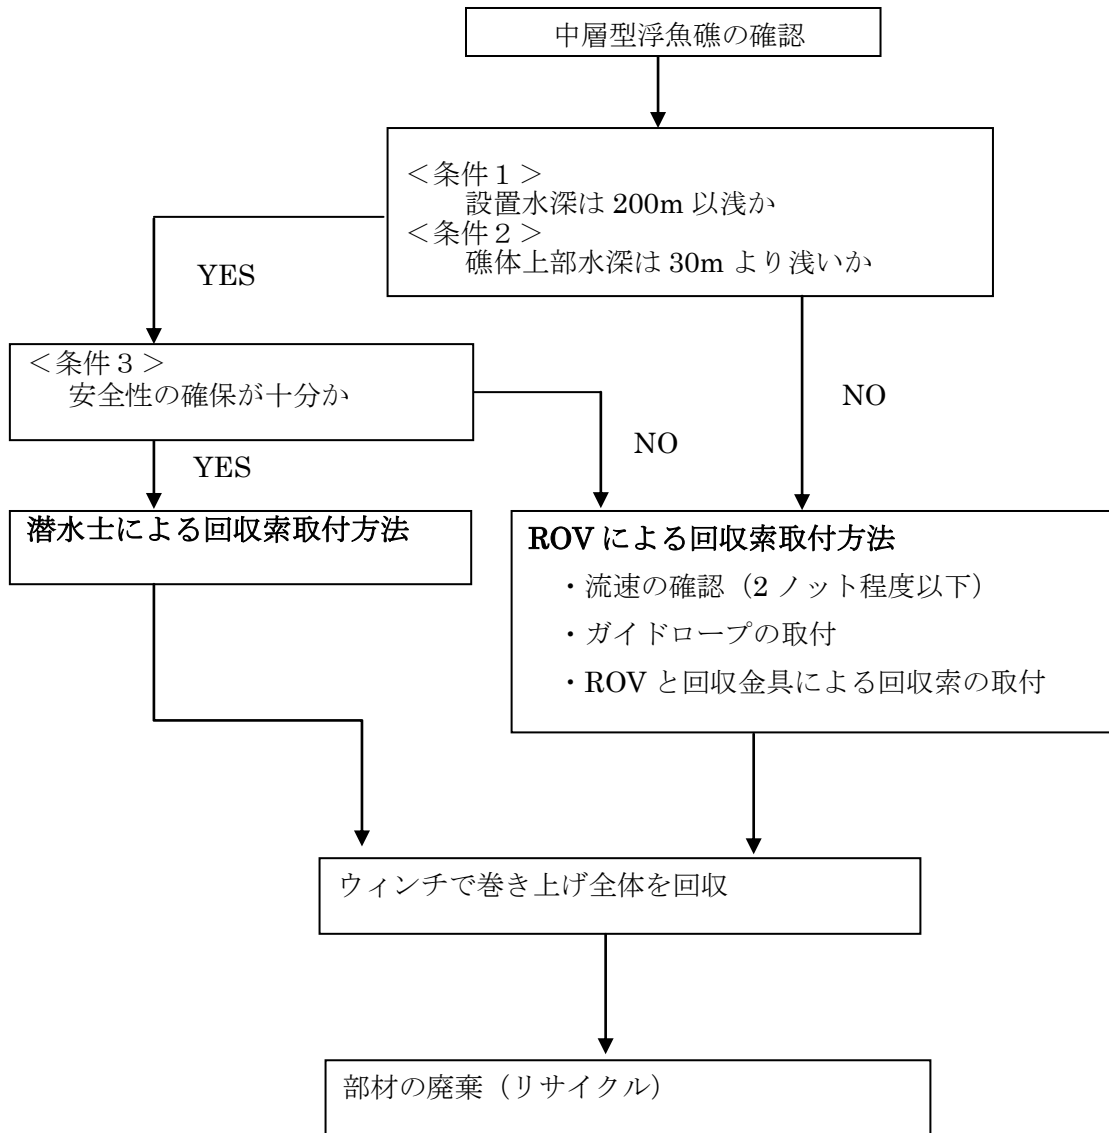 中層型浮魚礁の確認
＜条件１＞
設置水深は 200m 以浅か
＜条件２＞
礁体上部水深は 30m より浅いか
YES
＜条件３＞
安全性の確保が十分か
NO
NO
YES
潜水士による回収索取付方法
ROV による回収索取付方法
・流速の確認（2 ノット程度以下）
・ガイドロープの取付
・ROV と回収金具による回収索の取付
ウィンチで巻き上げ全体を回収
部材の廃棄（リサイクル）